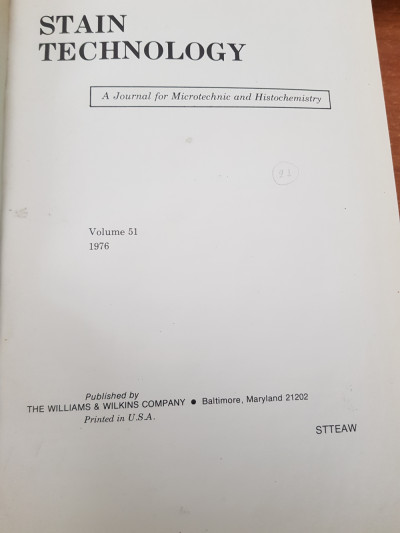 STAIN
TECHNOLOGY
A Journal for Microtechnic and Histochemistry
Volume 51
1976
Published by
THE WILLIAMS & WILKINS COMPANY ● Baltimore, Maryland 21202
Printed in U.S.A.
STTEAW